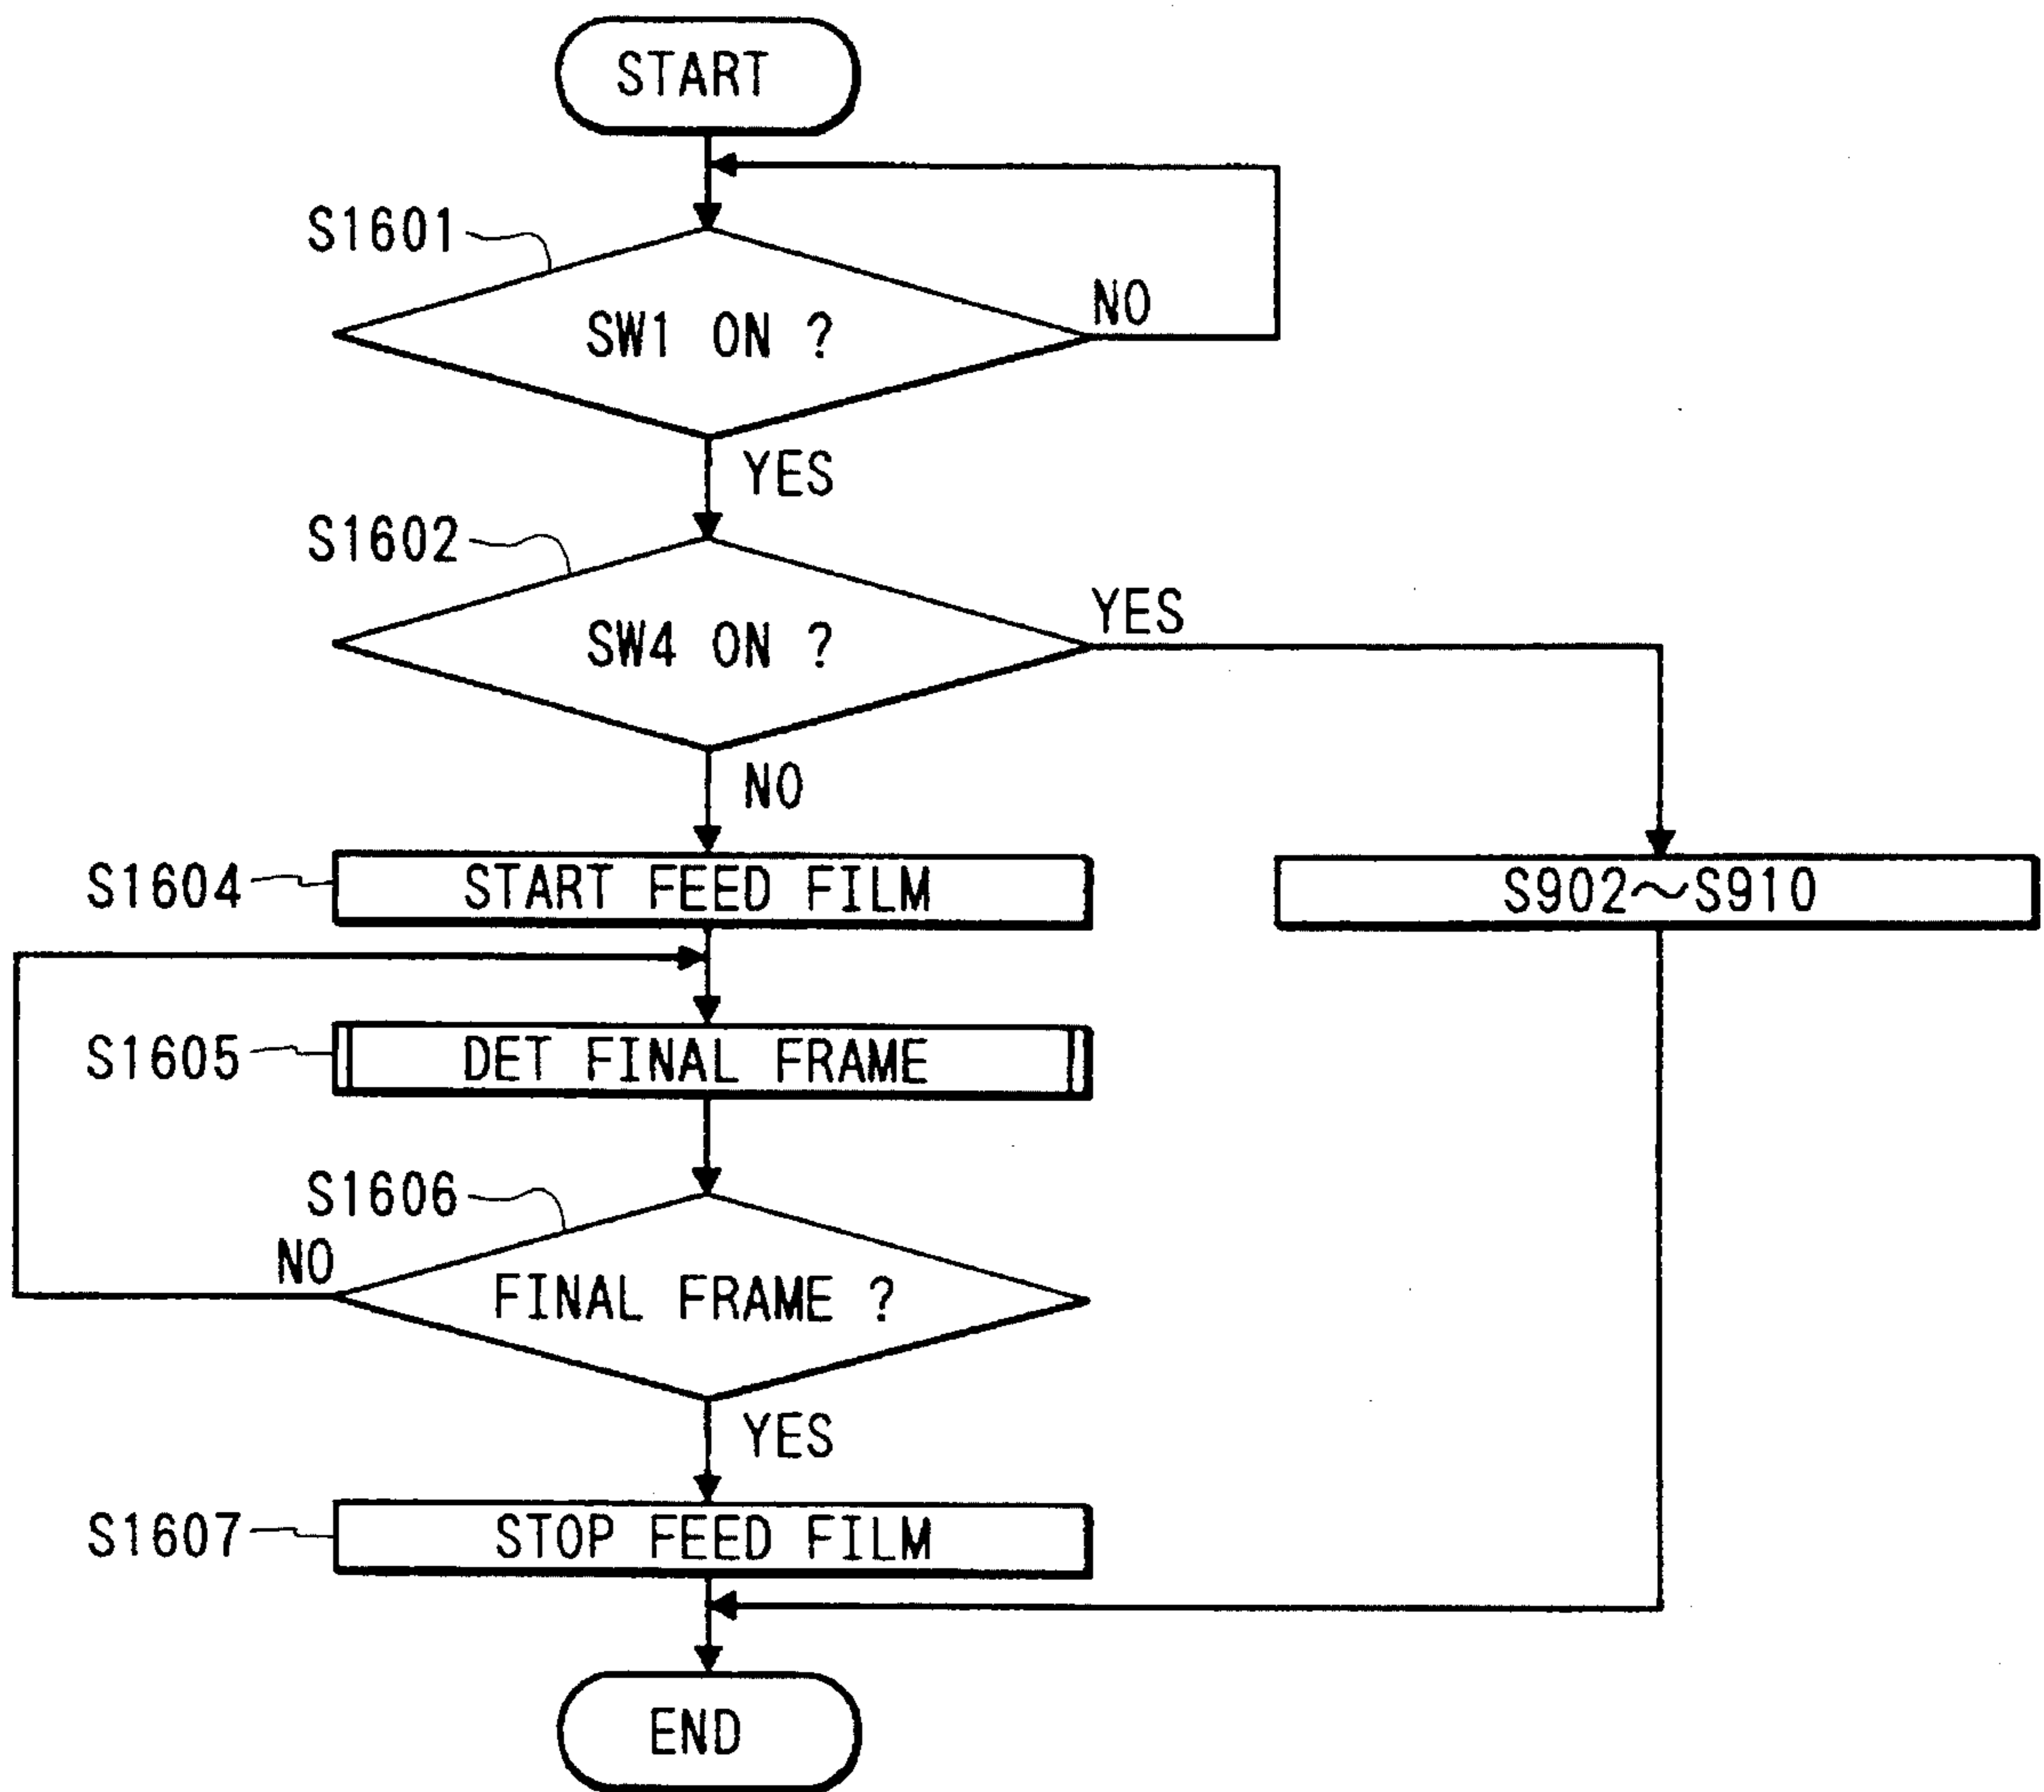 START
S1601
SW1 ON ?
NO
YES
S1602
SW4 ON ?
YES
NO
S1604
START FEED FILM
S902～S910
S1605
DET FINAL FRAME
S1606
NO
FINAL FRAME ?
YES
S1607
STOP FEED FILM
END